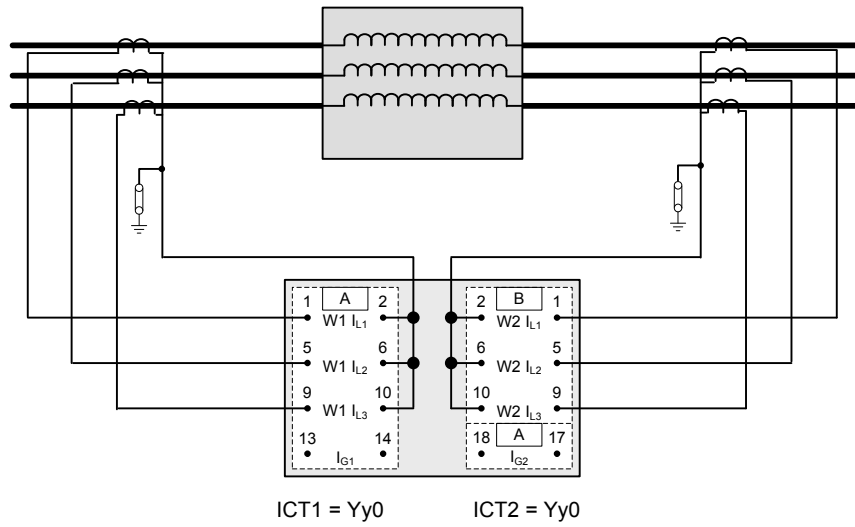 1 A 2 2 B 1
W1 IL1 W2 IL1
5 6 6 5
W1 IL2 W2 IL2
9 10 10 9
W1 IL3 W2 IL3
13 14 18 A 17
IG1 IG2
ICT1 = Yy0 ICT2 = Yy0